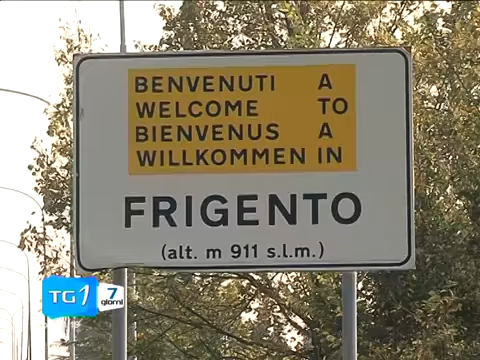 BENVENUTI A
WELCOME TO
BIENVENUS A
WILLKOMMEN IN
FRIGENTO
(alt. m 911 s.l.m.)
TG1 7 giorni